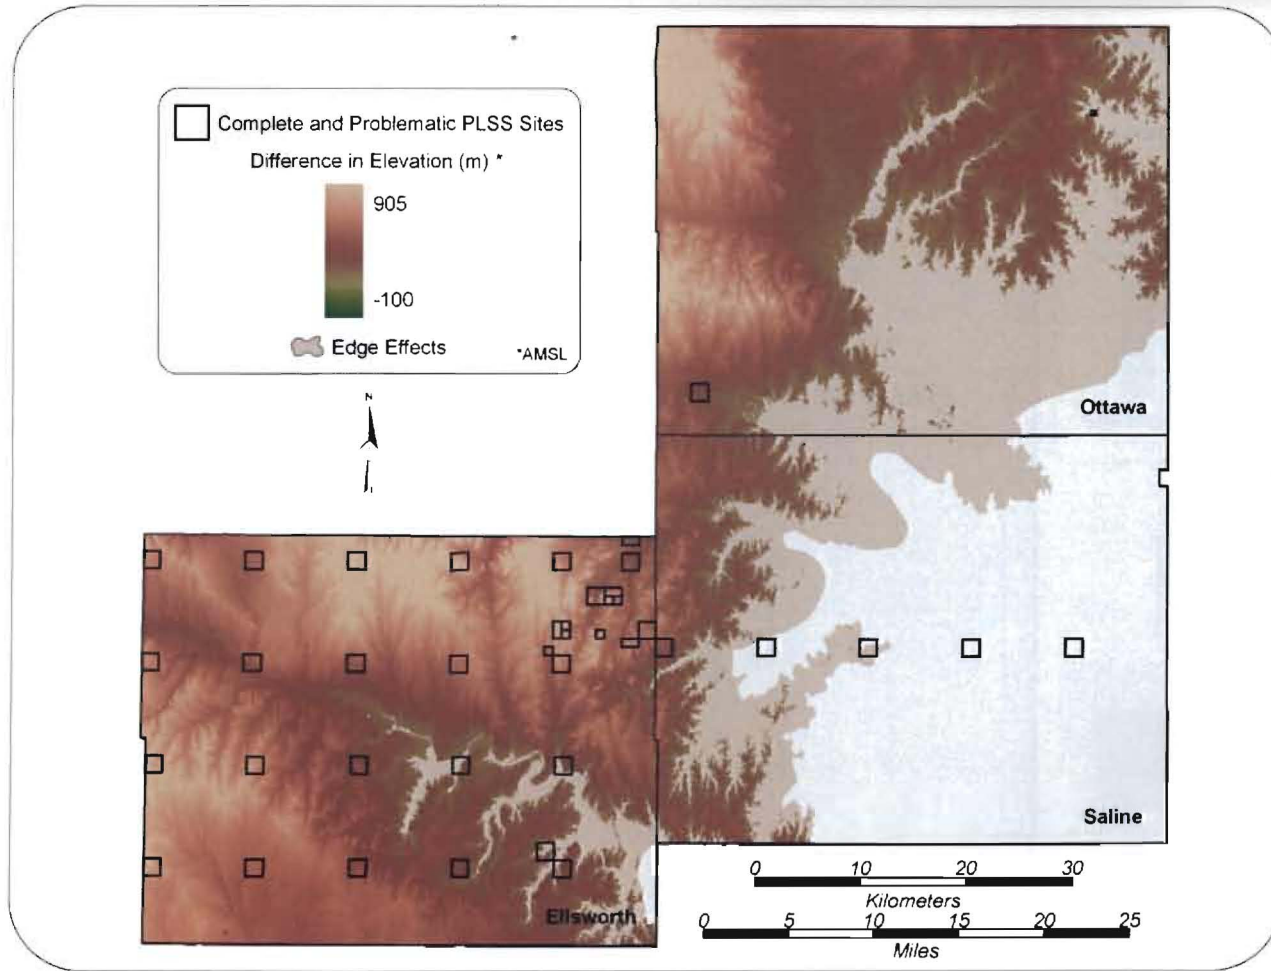 Complete and Problematic PLSS Sites
Difference in Elevation (m) *
905
-100
Edge Effects
*AMSL
N
Ottawa
Saline
Ellsworth
0 10 20 30
Kilometers
0 5 10 15 20 25
Miles